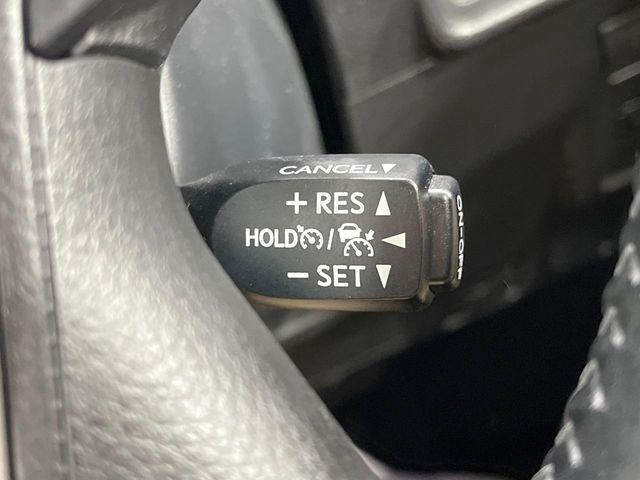 CANCEL▼
+ RES ▲
HOLD / ◄
− SET ▼
ON-OFF